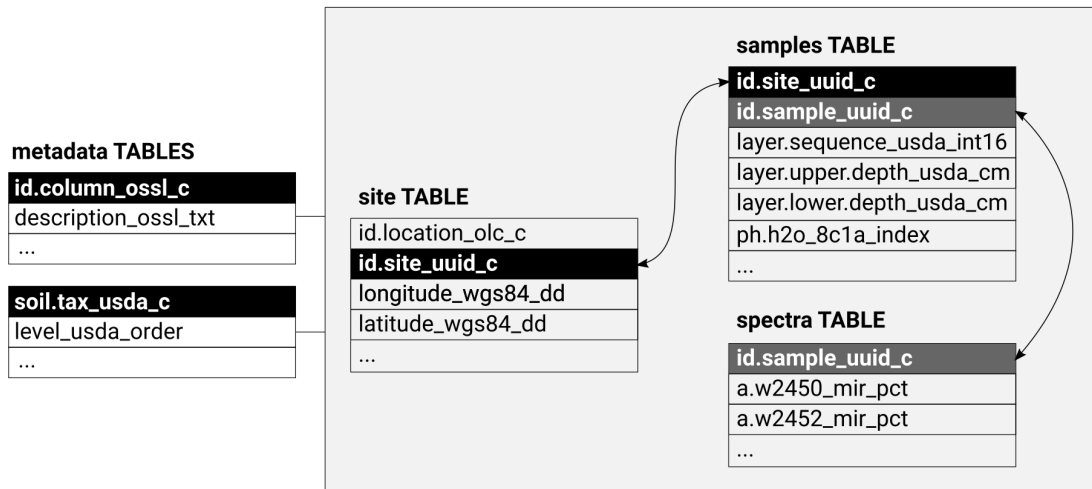 metadata TABLES
id.column_ossl_c
description_ossl_txt
...
soil.tax_usda_c
level_usda_order
...
site TABLE
id.location_olc_c
id.site_uuid_c
longitude_wgs84_dd
latitude_wgs84_dd
...
samples TABLE
id.site_uuid_c
id.sample_uuid_c
layer.sequence_usda_int16
layer.upper.depth_usda_cm
layer.lower.depth_usda_cm
ph.h2o_8c1a_index
...
spectra TABLE
id.sample_uuid_c
a.w2450_mir_pct
a.w2452_mir_pct
...